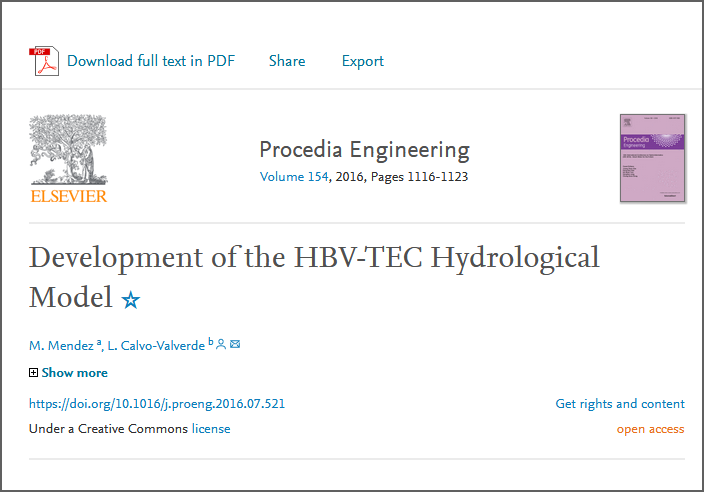 PDF
Download full text in PDF Share Export
ELSEVIER
Procedia Engineering
Volume 154, 2016, Pages 1116-1123
Procedia
Engineering
Development of the HBV-TEC Hydrological
Model
M. Mendez a, L. Calvo-Valverde b
Show more
https://doi.org/10.1016/j.proeng.2016.07.521
Get rights and content
Under a Creative Commons license
open access